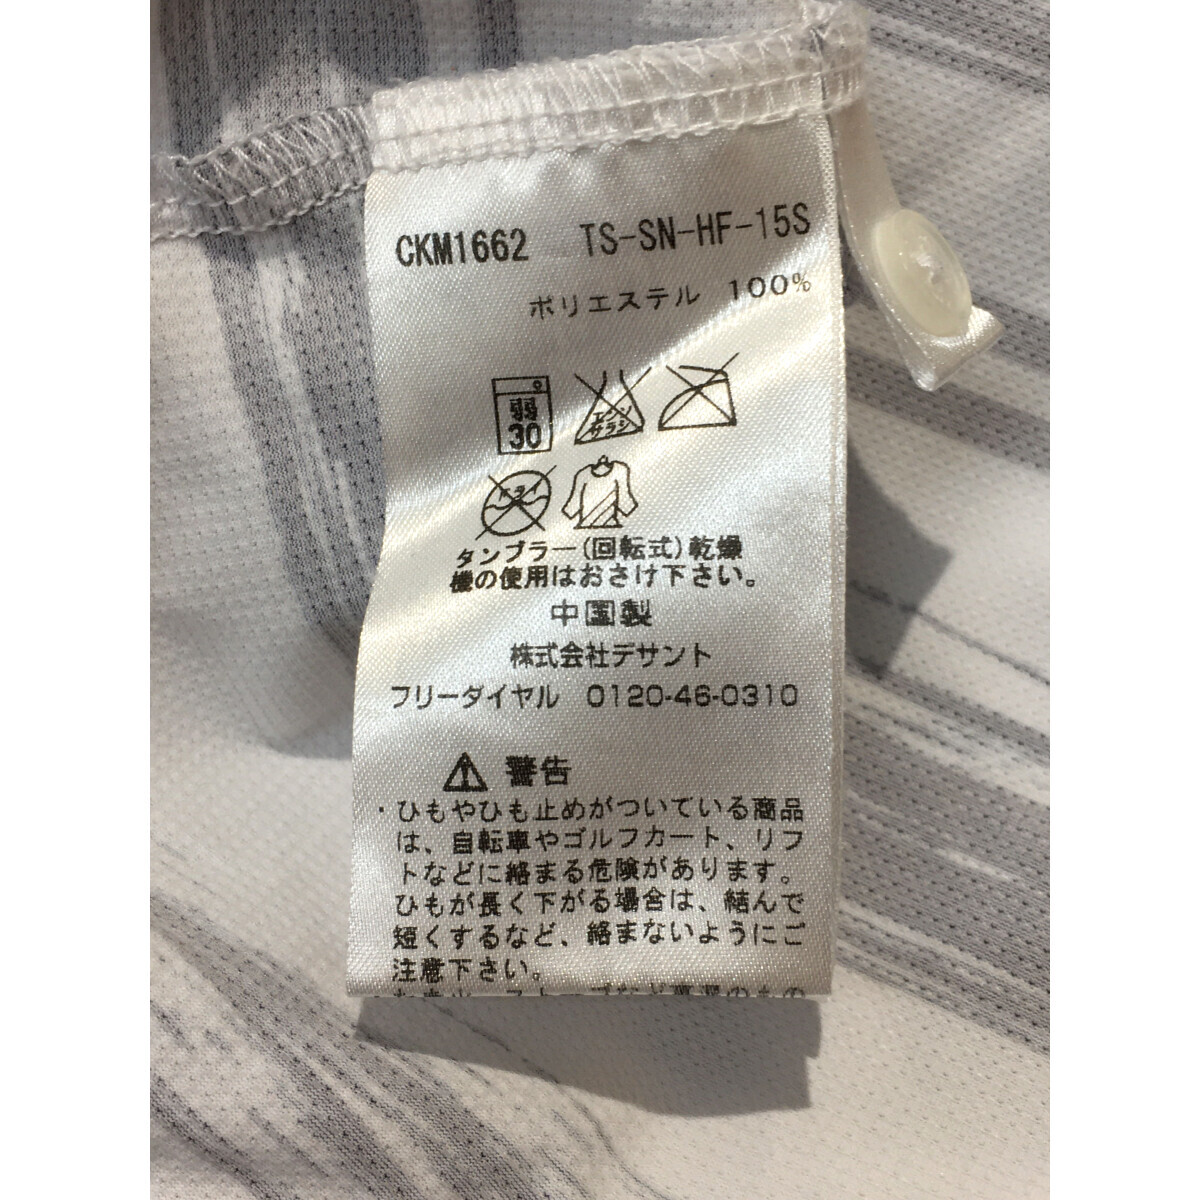 CKM1662 TS-SN-HF-15S
ポリエステル 100%
弱
30
エンソ
サラシ
ドライ
タンブラー(回転式)乾燥
機の使用はおさけ下さい。
中国製
株式会社デサント
フリーダイヤル 0120-46-0310
警告
・ひもやひも止めがついている商品
は、自転車やゴルフカート、リフ
トなどに絡まる危険があります。
ひもが長く下がる場合は、結んで
短くするなど、絡まないようにご
注意下さい。